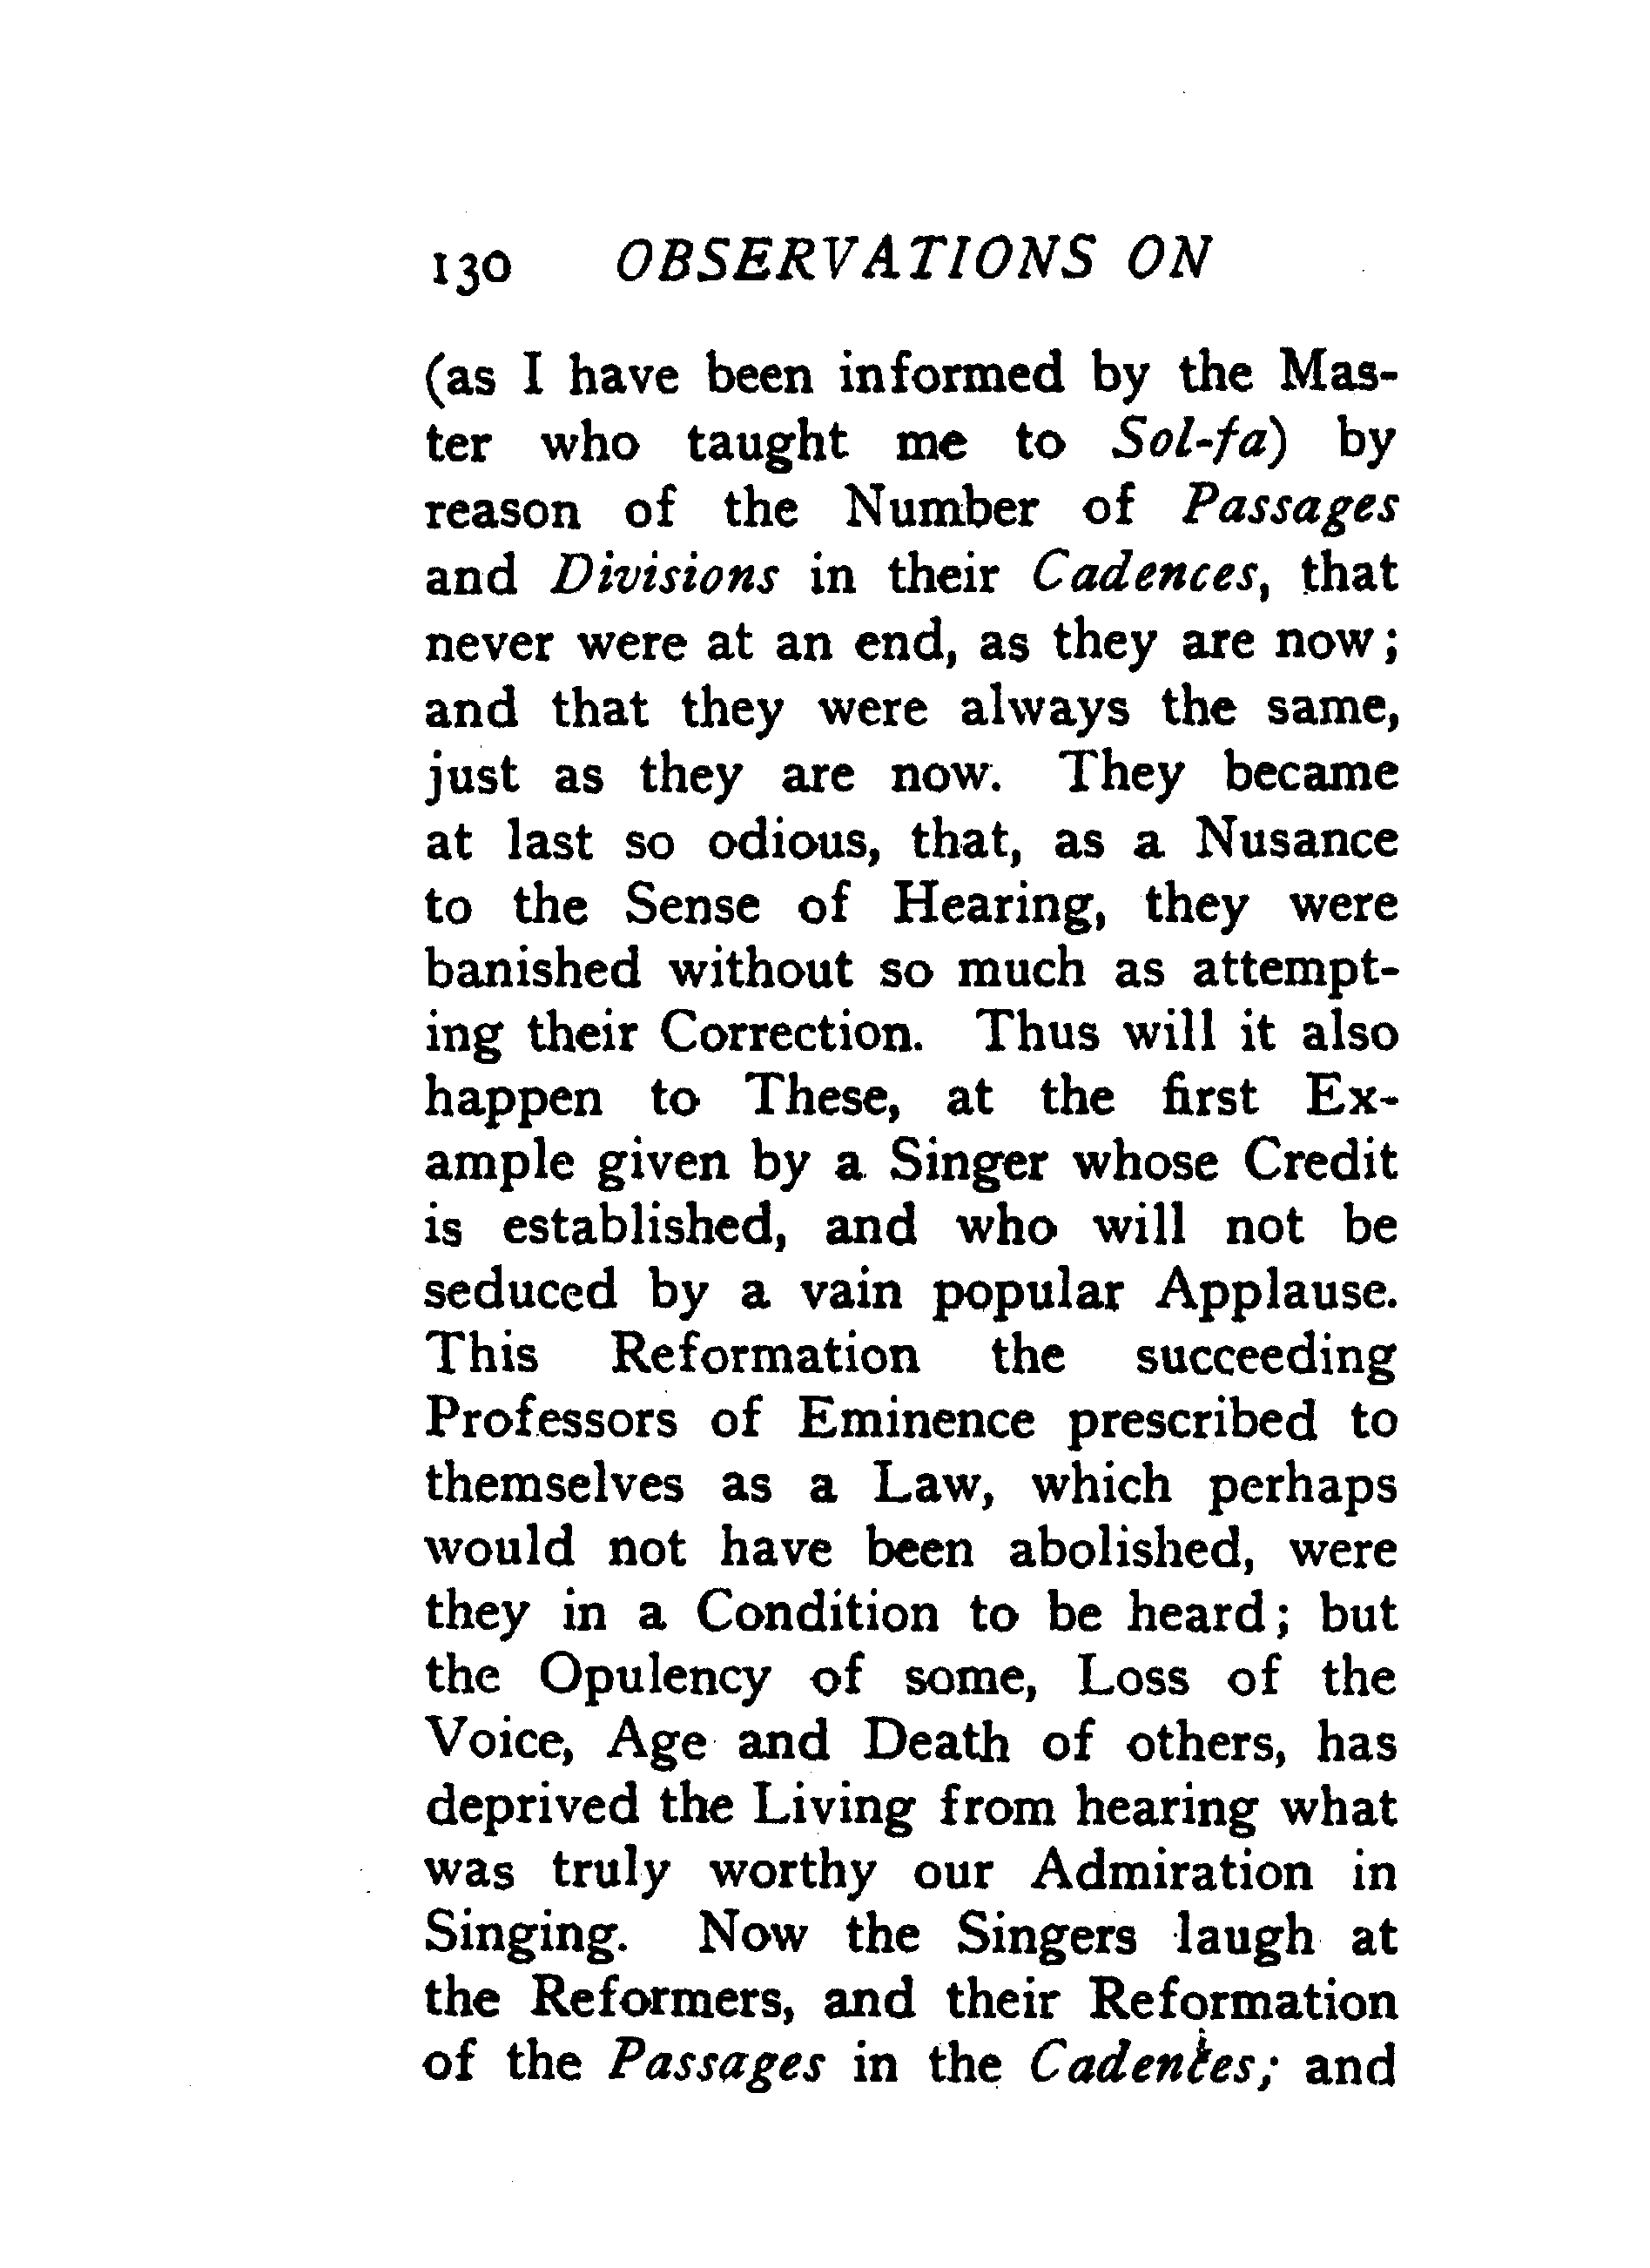 130 OBSERVATIONS ON
(as I have been informed by the Mas-
ter who taught me to Sol-fa) by
reason of the Number of Passages
and Divisions in their Cadences, that
never were at an end, as they are now;
and that they were always the same,
just as they are now. They became
at last so odious, that, as a Nusance
to the Sense of Hearing, they were
banished without so much as attempt-
ing their Correction. Thus will it also
happen to These, at the first Ex-
ample given by a Singer whose Credit
is established, and who will not be
seduced by a vain popular Applause.
This Reformation the succeeding
Professors of Eminence prescribed to
themselves as a Law, which perhaps
would not have been abolished, were
they in a Condition to be heard; but
the Opulency of some, Loss of the
Voice, Age and Death of others, has
deprived the Living from hearing what
was truly worthy our Admiration in
Singing. Now the Singers laugh at
the Reformers, and their Reformation
of the Passages in the Cadences; and